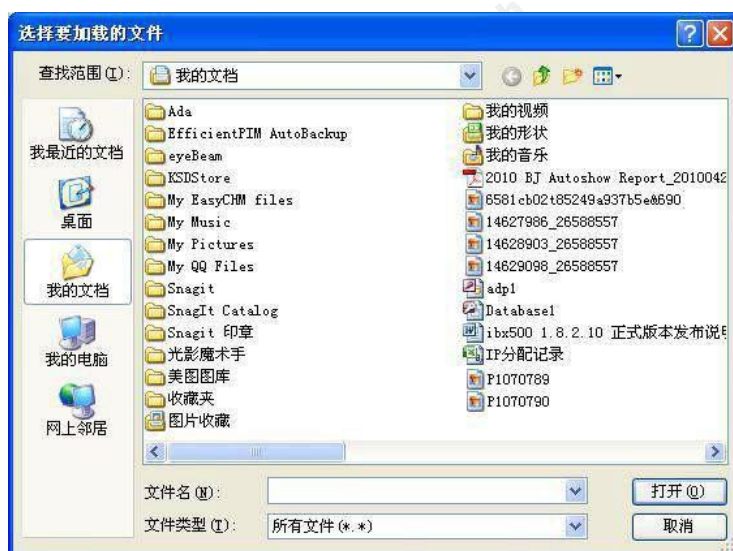 选择要加载的文件
查找范围(I):
我的文档
我最近的文档
桌面
我的文档
我的电脑
网上邻居
Ada
EfficientPIM AutoBackup
eyeBeam
KSDStore
My EasyCHM files
My Music
My Pictures
My QQ Files
Snagit
SnagIt Catalog
Snagit 印章
光影魔术手
美图图库
收藏夹
图片收藏
我的视频
我的形状
我的音乐
2010 BJ Autoshow Report_2010042
6581cb02t85249a937b5e&690
14627986_26588557
14628903_26588557
14629098_26588557
adp1
Database1
ibx500 1.8.2.10 正式版本发布说明
IP分配记录
P1070789
P1070790
文件名(N):
打开(O)
文件类型(T):
所有文件(*.*)
取消